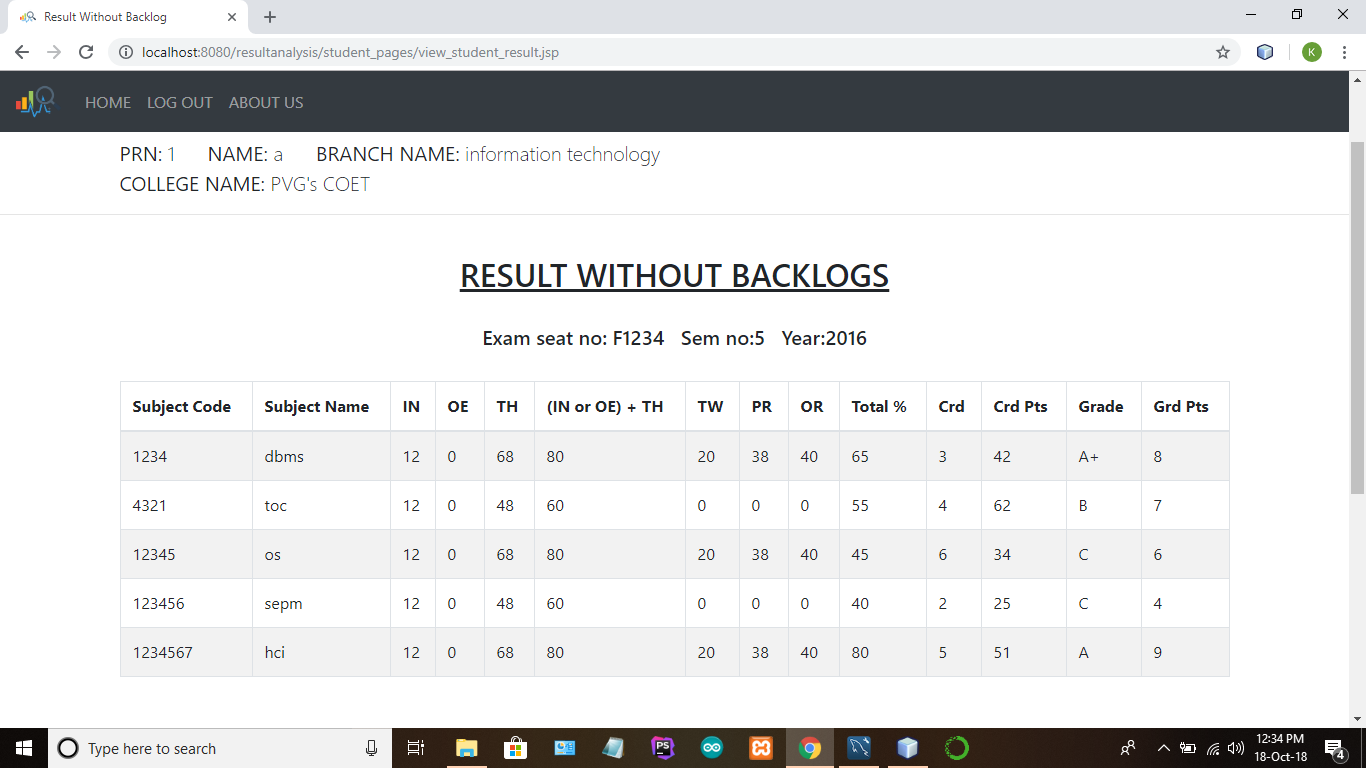 Result Without Backlog
localhost:8080/resultanalysis/student_pages/view_student_result.jsp
K
HOME LOG OUT ABOUT US
PRN: 1 NAME: a BRANCH NAME: information technology
COLLEGE NAME: PVG's COET
RESULT WITHOUT BACKLOGS
Exam seat no: F1234 Sem no:5 Year:2016
Subject Code Subject Name IN OE TH (IN or OE) + TH TW PR OR Total % Crd Crd Pts Grade Grd Pts
1234 dbms 12 0 68 80 20 38 40 65 3 42 A+ 8
4321 toc 12 0 48 60 0 0 0 55 4 62 B 7
12345 os 12 0 68 80 20 38 40 45 6 34 C 6
123456 sepm 12 0 48 60 0 0 0 40 2 25 C 4
1234567 hci 12 0 68 80 20 38 40 80 5 51 A 9
Type here to search
PS
12:34 PM
18-Oct-18
4